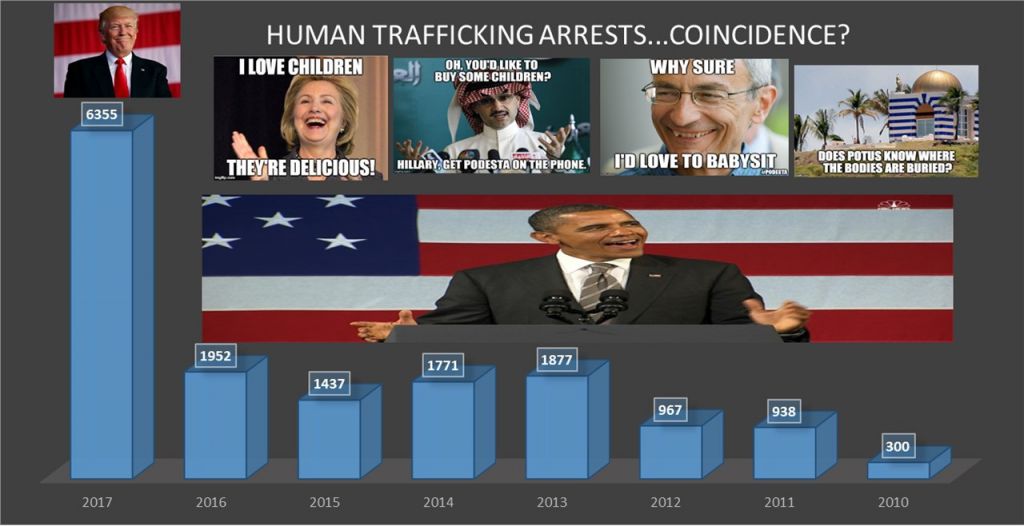 HUMAN TRAFFICKING ARRESTS...COINCIDENCE?
I LOVE CHILDREN
THEY'RE DELICIOUS!
imgflip.com
OH, YOU'D LIKE TO
BUY SOME CHILDREN?
HILLARY, GET PODESTA ON THE PHONE.
WHY SURE
I'D LOVE TO BABYSIT
DOES POTUS KNOW WHERE
THE BODIES ARE BURIED?
6355
1952
1437
1771
1877
967
938
300
2017
2016
2015
2014
2013
2012
2011
2010